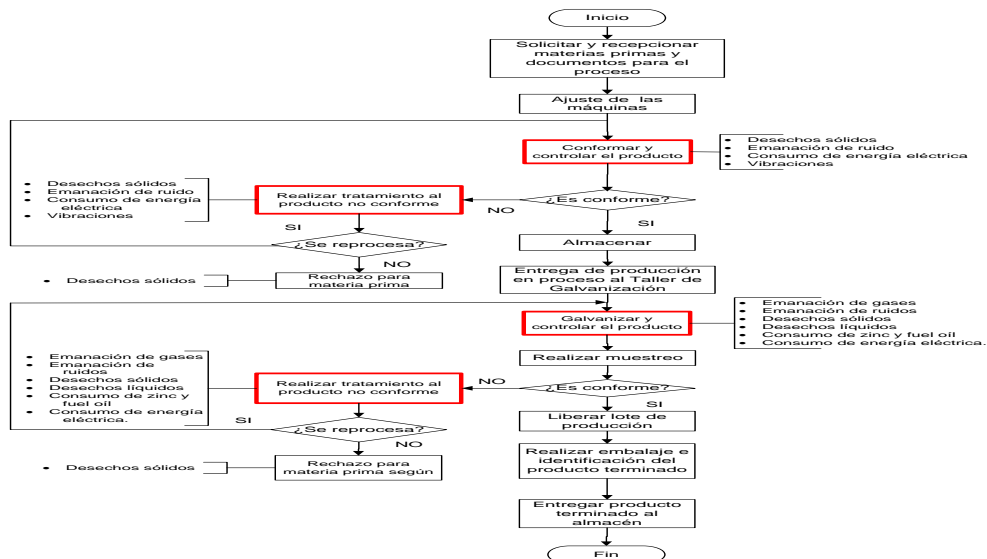 Inicio
Solicitar y recepcionar
materias primas y
documentos para el
proceso
Ajuste de las
máquinas
Conformar y
controlar el producto
• Desechos sólidos
• Emanación de ruido
• Consumo de energía eléctrica
• Vibraciones
¿Es conforme?
NO
SI
Realizar tratamiento al
producto no conforme
• Desechos sólidos
• Emanación de ruido
• Consumo de energía
eléctrica
• Vibraciones
¿Se reprocesa?
SI
NO
Rechazo para
materia prima
• Desechos sólidos
Almacenar
Entrega de producción
en proceso al Taller de
Galvanización
Galvanizar y
controlar el producto
• Emanación de gases
• Emanación de ruidos
• Desechos sólidos
• Desechos líquidos
• Consumo de zinc y fuel oíl
• Consumo de energía eléctrica.
Realizar muestreo
¿Es conforme?
NO
SI
Realizar tratamiento al
producto no conforme
• Emanación de gases
• Emanación de
ruidos
• Desechos sólidos
• Desechos líquidos
• Consumo de zinc y
fuel oíl
• Consumo de energía
eléctrica.
¿Se reprocesa?
SI
NO
Rechazo para
materia prima según
• Desechos sólidos
Liberar lote de
producción
Realizar embalaje e
identificación del
producto terminado
Entregar producto
terminado al
almacén
Fin